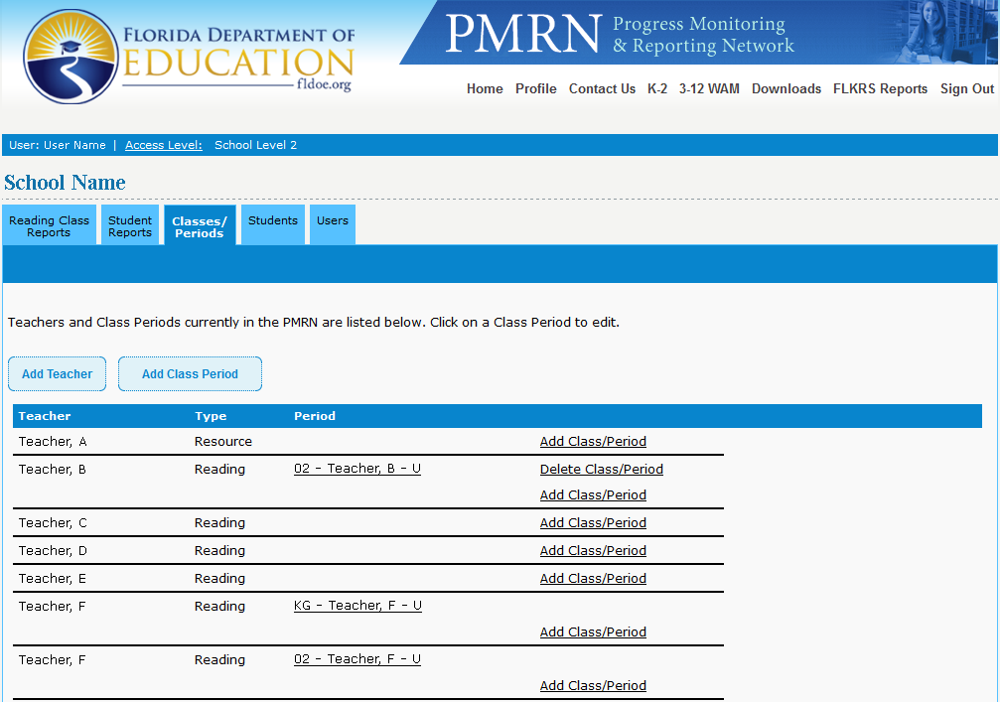 FLORIDA DEPARTMENT OF
EDUCATION
fldoe.org
PMRN Progress Monitoring
& Reporting Network
Home Profile Contact Us K-2 3-12 WAM Downloads FLKRS Reports Sign Out
User: User Name | Access Level: School Level 2
School Name
Reading Class Reports
Student Reports
Classes/ Periods
Students
Users
Teachers and Class Periods currently in the PMRN are listed below. Click on a Class Period to edit.
Add Teacher Add Class Period
Teacher Type Period
Teacher, A Resource Add Class/Period
Teacher, B Reading 02 - Teacher, B - U Delete Class/Period
Add Class/Period
Teacher, C Reading Add Class/Period
Teacher, D Reading Add Class/Period
Teacher, E Reading Add Class/Period
Teacher, F Reading KG - Teacher, F - U
Add Class/Period
Teacher, F Reading 02 - Teacher, F - U
Add Class/Period